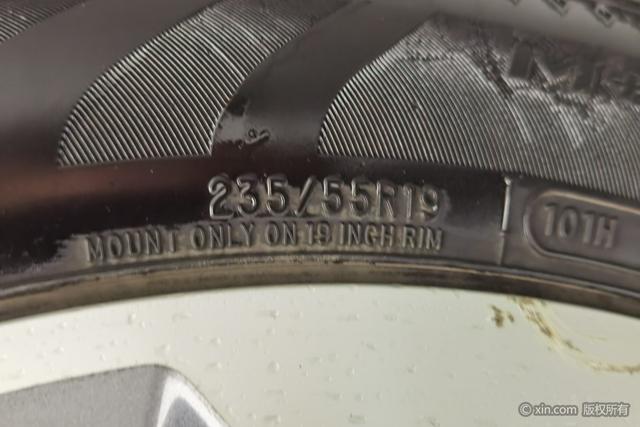 235/55R19
MOUNT ONLY ON 19 INCH RIM
101H
© xin.com 版权所有